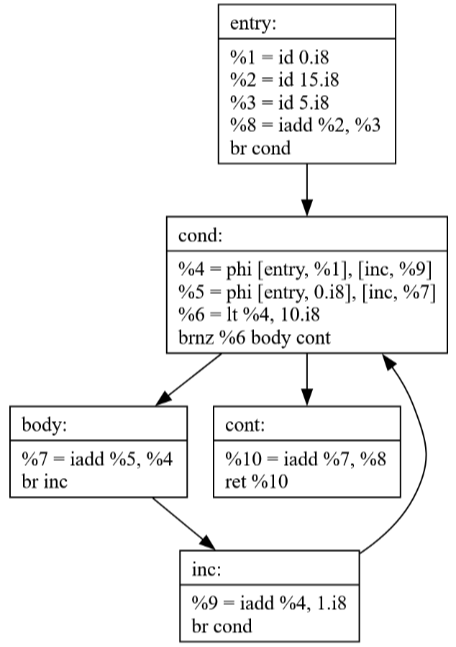 entry:
%1 = id 0.i8
%2 = id 15.i8
%3 = id 5.i8
%8 = iadd %2, %3
br cond
cond:
%4 = phi [entry, %1], [inc, %9]
%5 = phi [entry, 0.i8], [inc, %7]
%6 = lt %4, 10.i8
brnz %6 body cont
body:
%7 = iadd %5, %4
br inc
cont:
%10 = iadd %7, %8
ret %10
inc:
%9 = iadd %4, 1.i8
br cond